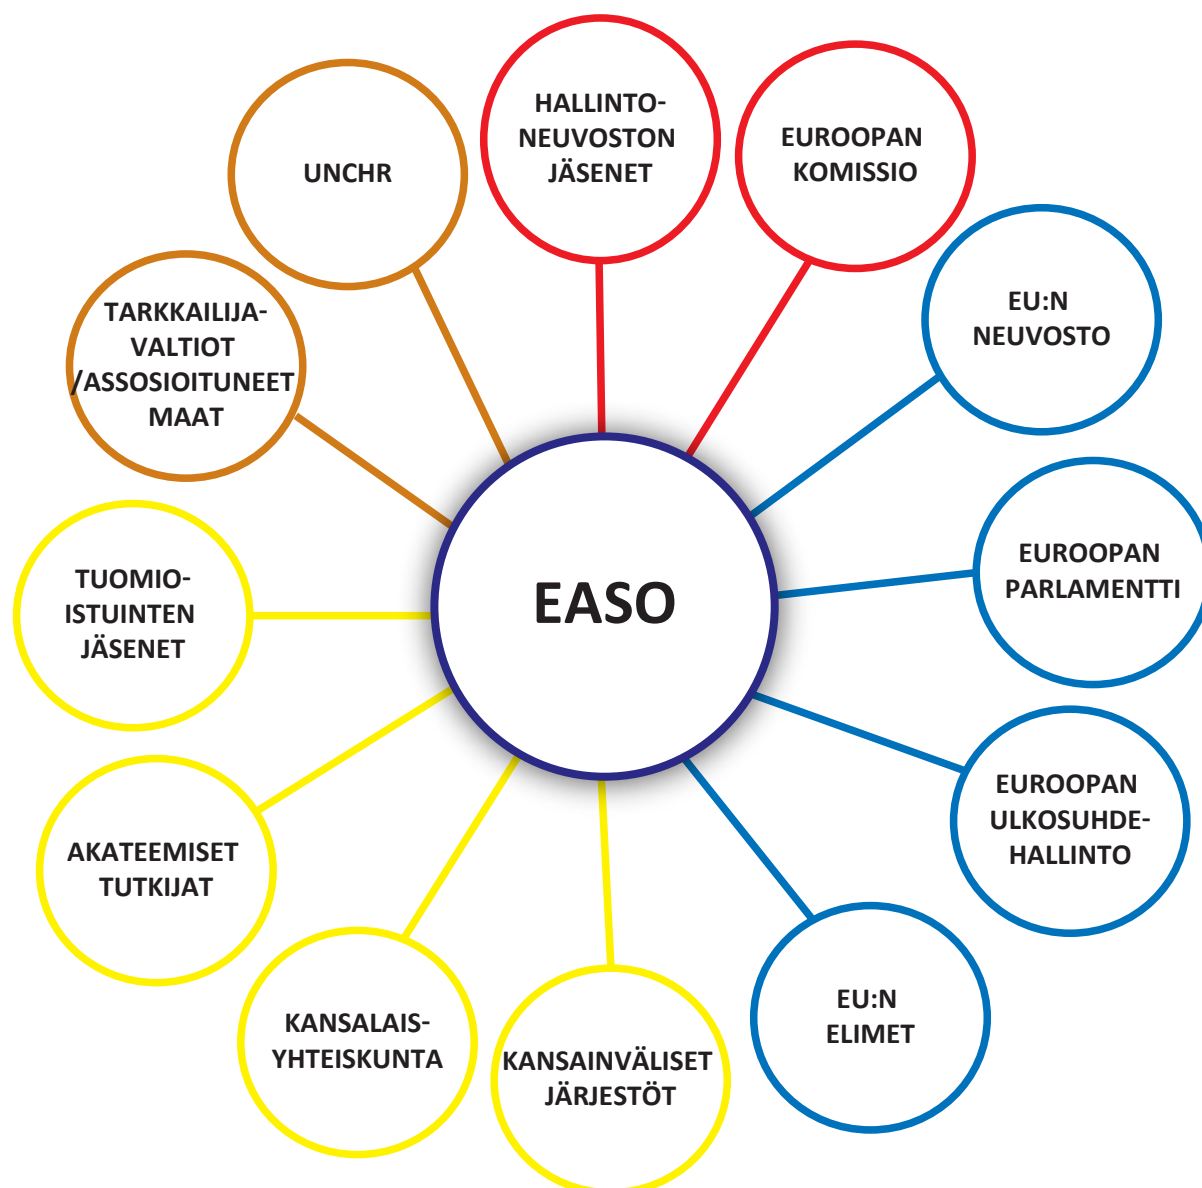 HALLINTO-
NEUVOSTON
JÄSENET
EUROOPAN
KOMISSIO
UNCHR
EU:N
NEUVOSTO
TARKKAILIJA-
VALTIOT
/ASSOSIOITUNEET
MAAT
EUROOPAN
PARLAMENTTI
EASO
TUOMIO-
ISTUINTEN
JÄSENET
EUROOPAN
ULKOSUHDE-
HALLINTO
AKATEEMISET
TUTKIJAT
EU:N
ELIMET
KANSALAIS-
YHTEISKUNTA
KANSAINVÄLISET
JÄRJESTÖT